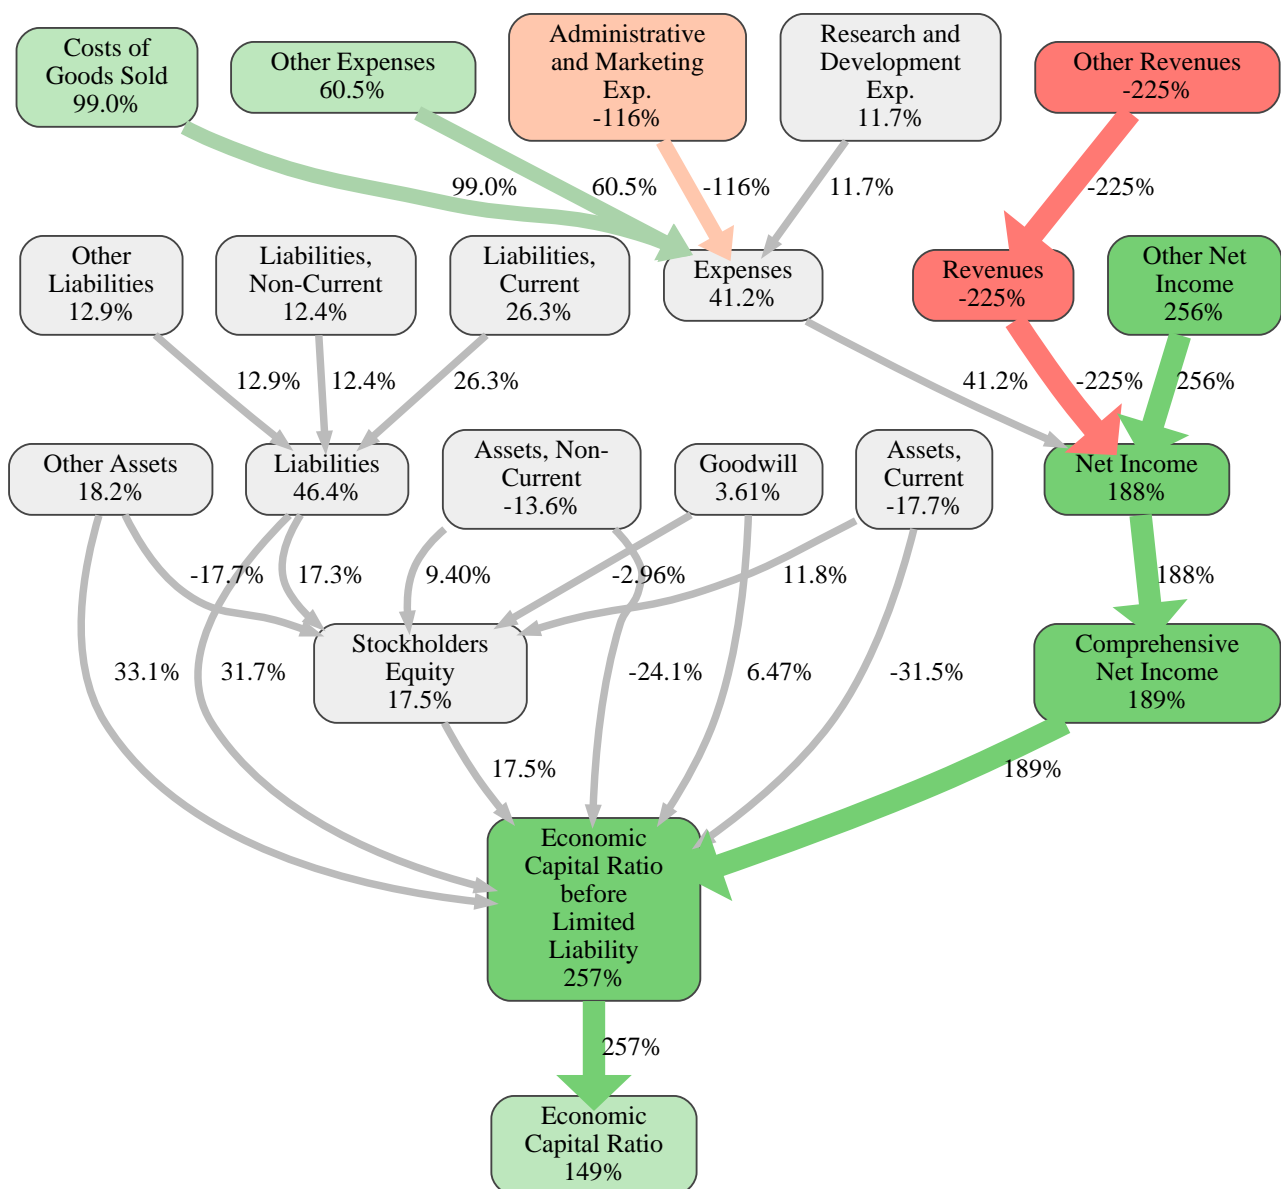 Costs of
Goods Sold
99.0%
Other Expenses
60.5%
Administrative
and Marketing
Exp.
-116%
Research and
Development
Exp.
11.7%
Other Revenues
-225%
99.0%
60.5%
-116%
11.7%
-225%
Other
Liabilities
12.9%
Liabilities,
Non-Current
12.4%
Liabilities,
Current
26.3%
Expenses
41.2%
Revenues
-225%
Other Net
Income
256%
12.9%
12.4%
26.3%
41.2%
-225%
256%
Other Assets
18.2%
Liabilities
46.4%
Assets, Non-
Current
-13.6%
Goodwill
3.61%
Assets,
Current
-17.7%
Net Income
188%
-17.7%
17.3%
9.40%
-2.96%
11.8%
188%
Stockholders
Equity
17.5%
Comprehensive
Net Income
189%
33.1%
31.7%
-24.1%
6.47%
-31.5%
17.5%
189%
Economic
Capital Ratio
before
Limited
Liability
257%
257%
Economic
Capital Ratio
149%